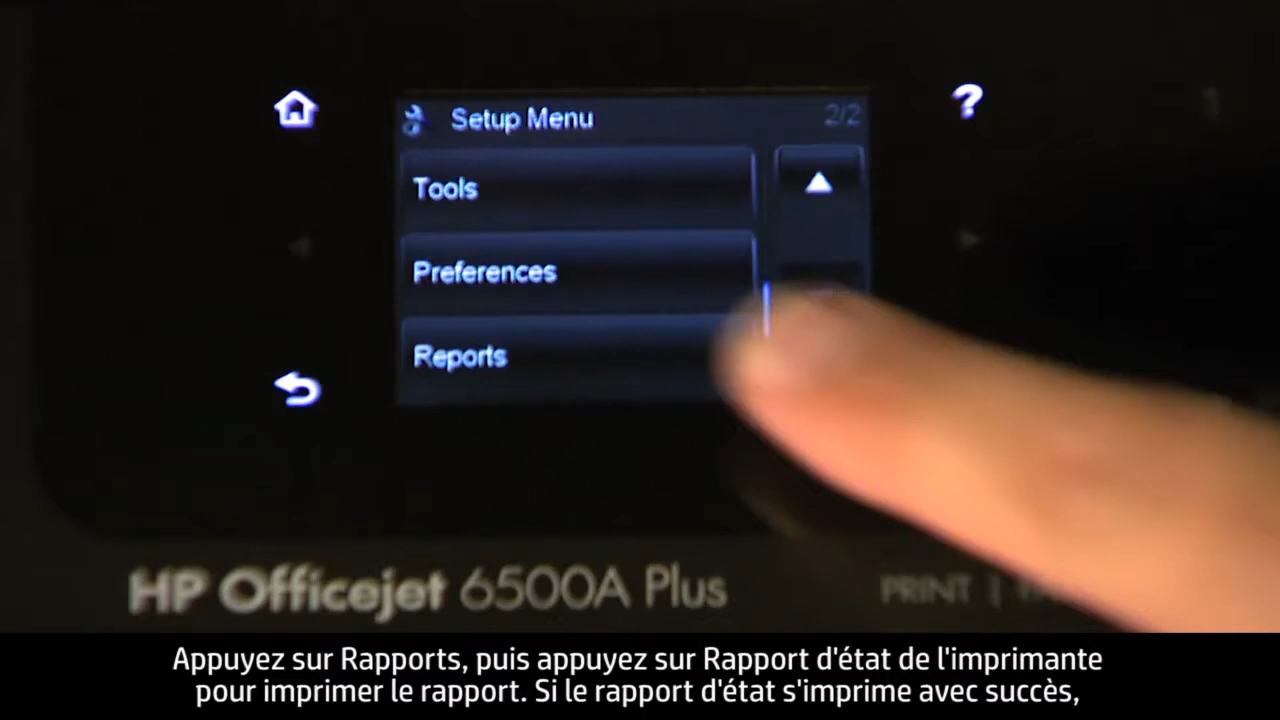 Setup Menu 2/2
Tools
Preferences
Reports
HP Officejet 6500A Plus
PRINT |
Appuyez sur Rapports, puis appuyez sur Rapport d'état de l'imprimante
pour imprimer le rapport. Si le rapport d'état s'imprime avec succès,